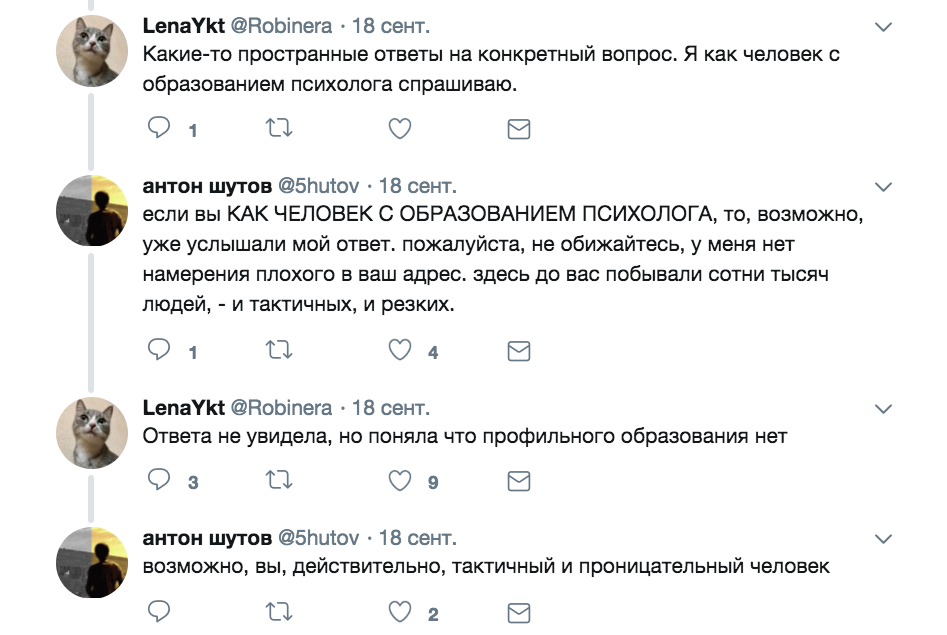 LenaYkt @Robinera · 18 сент.
Какие-то пространные ответы на конкретный вопрос. Я как человек с
образованием психолога спрашиваю.
1
антон шутов @5hutov · 18 сент.
если вы КАК ЧЕЛОВЕК С ОБРАЗОВАНИЕМ ПСИХОЛОГА, то, возможно,
уже услышали мой ответ. пожалуйста, не обижайтесь, у меня нет
намерения плохого в ваш адрес. здесь до вас побывали сотни тысяч
людей, - и тактичных, и резких.
1 4
LenaYkt @Robinera · 18 сент.
Ответа не увидела, но поняла что профильного образования нет
3 9
антон шутов @5hutov · 18 сент.
возможно, вы, действительно, тактичный и проницательный человек
2